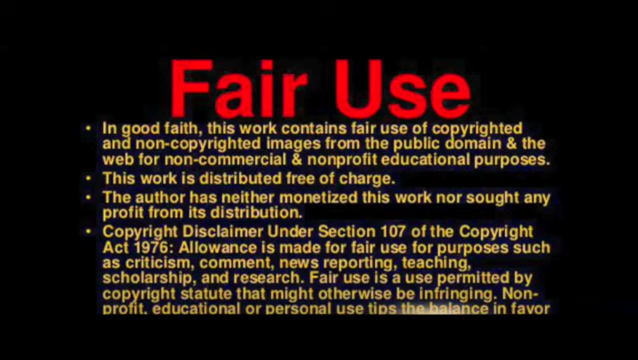 Fair Use
• In good faith, this work contains fair use of copyrighted
and non-copyrighted images from the public domain & the
web for non-commercial & nonprofit educational purposes.
• This work is distributed free of charge.
• The author has neither monetized this work nor sought any
profit from its distribution.
• Copyright Disclaimer Under Section 107 of the Copyright
Act 1976: Allowance is made for fair use for purposes such
as criticism, comment, news reporting, teaching,
scholarship, and research. Fair use is a use permitted by
copyright statute that might otherwise be infringing. Non-
profit, educational or personal use tips the balance in favor